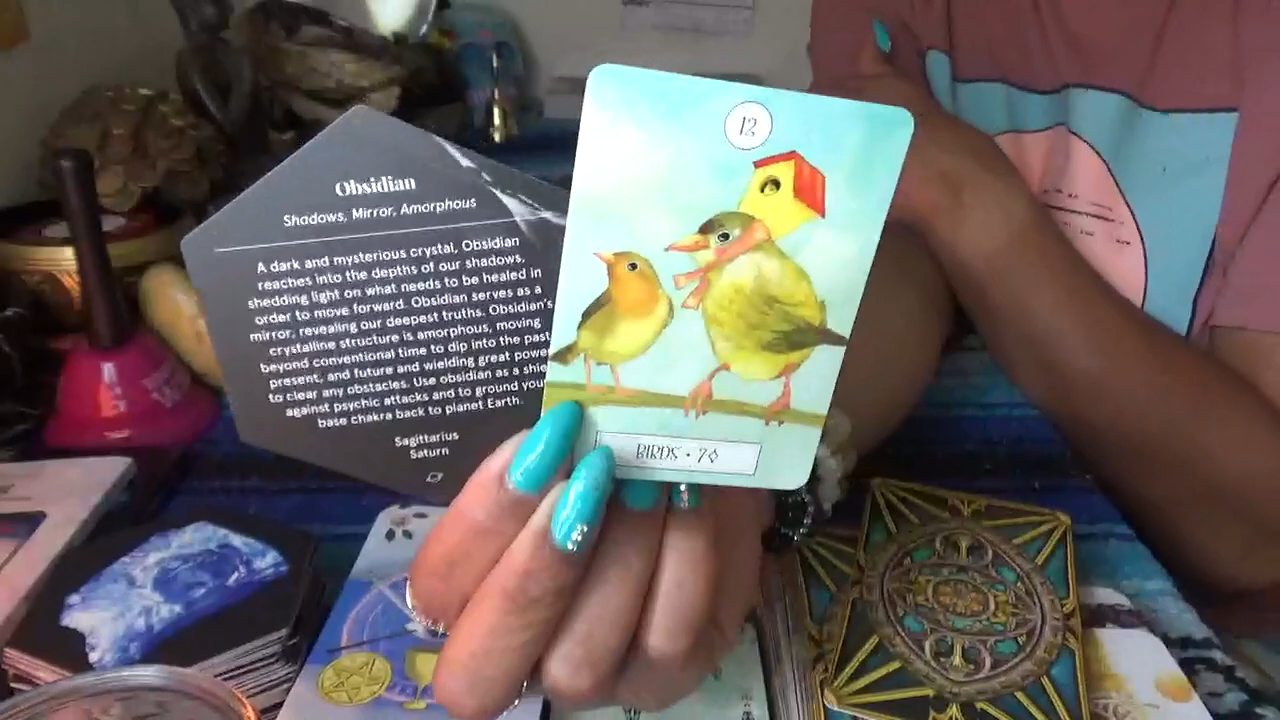 Obsidian
Shadows, Mirror, Amorphous
A dark and mysterious crystal, Obsidian
reaches into the depths of our shadows,
shedding light on what needs to be healed in
order to move forward. Obsidian serves as a
mirror, revealing our deepest truths. Obsidian's
crystalline structure is amorphous, moving
beyond conventional time to dip into the past
present, and future and wielding great power
to clear any obstacles. Use obsidian as a shie
against psychic attacks and to ground your
base chakra back to planet Earth.
Sagittarius
Saturn
12
BIRDS • 7♢